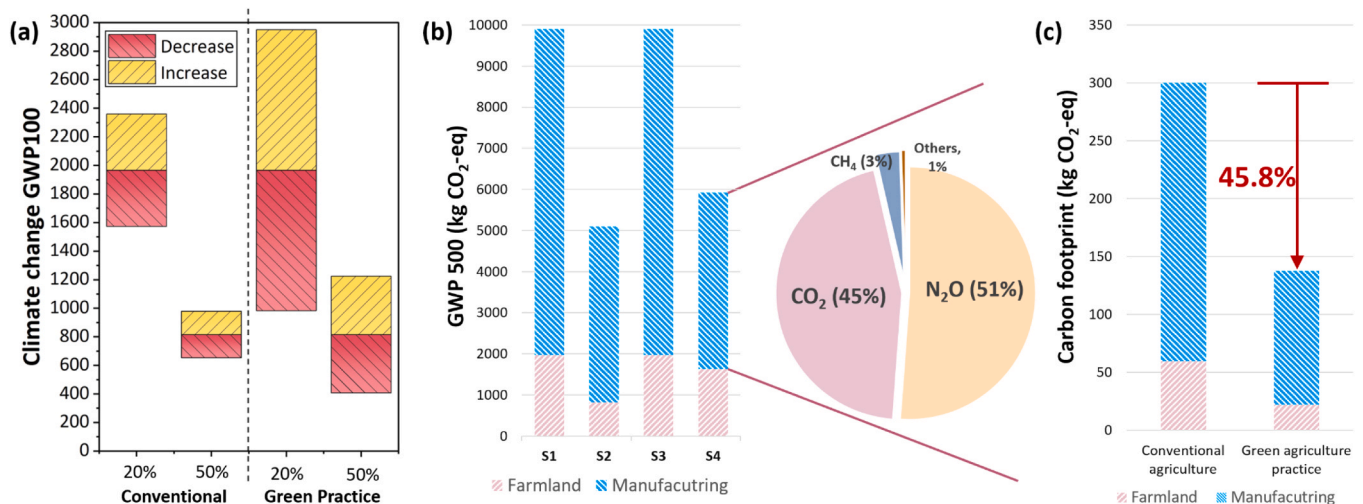 (a)
Climate change GWP100
3000
2800
2600
2400
2200
2000
1800
1600
1400
1200
1000
800
600
400
200
0
Decrease
Increase
20%
50%
20%
50%
Conventional
Green Practice
(b)
GWP 500 (kg CO₂-eq)
10000
9000
8000
7000
6000
5000
4000
3000
2000
1000
0
S1
S2
S3
S4
Farmland
Manufacutring
CH₄ (3%)
Others,
1%
CO₂ (45%)
N₂O (51%)
(c)
Carbon footprint (kg CO₂-eq)
350
300
250
200
150
100
50
0
45.8%
Conventional
agriculture
Green agriculture
practice
Farmland
Manufacutring